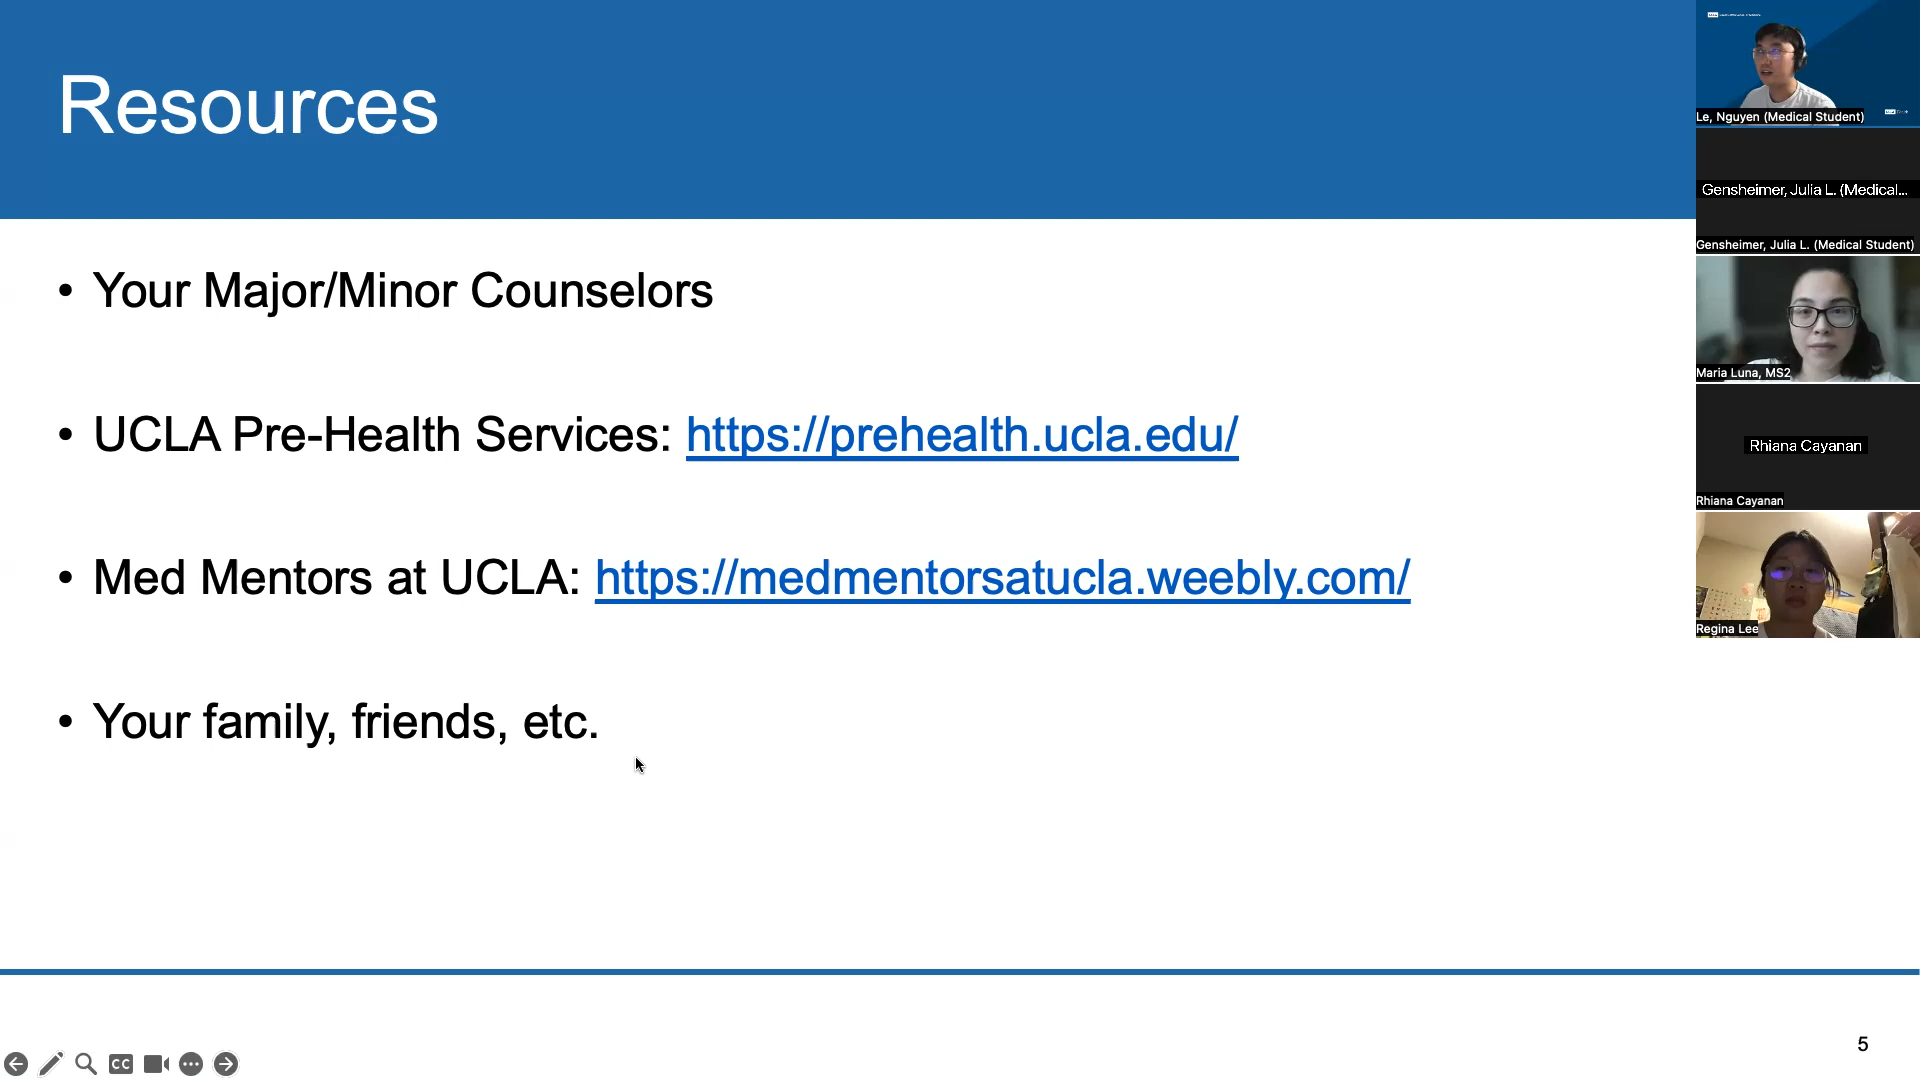 Resources
• Your Major/Minor Counselors
• UCLA Pre-Health Services: https://prehealth.ucla.edu/
• Med Mentors at UCLA: https://medmentorsatucla.weebly.com/
• Your family, friends, etc.
5
CC
Le, Nguyen (Medical Student)
Gensheimer, Julia L. (Medical...
Gensheimer, Julia L. (Medical Student)
Maria Luna, MS2
Rhiana Cayanan
Rhiana Cayanan
Regina Lee